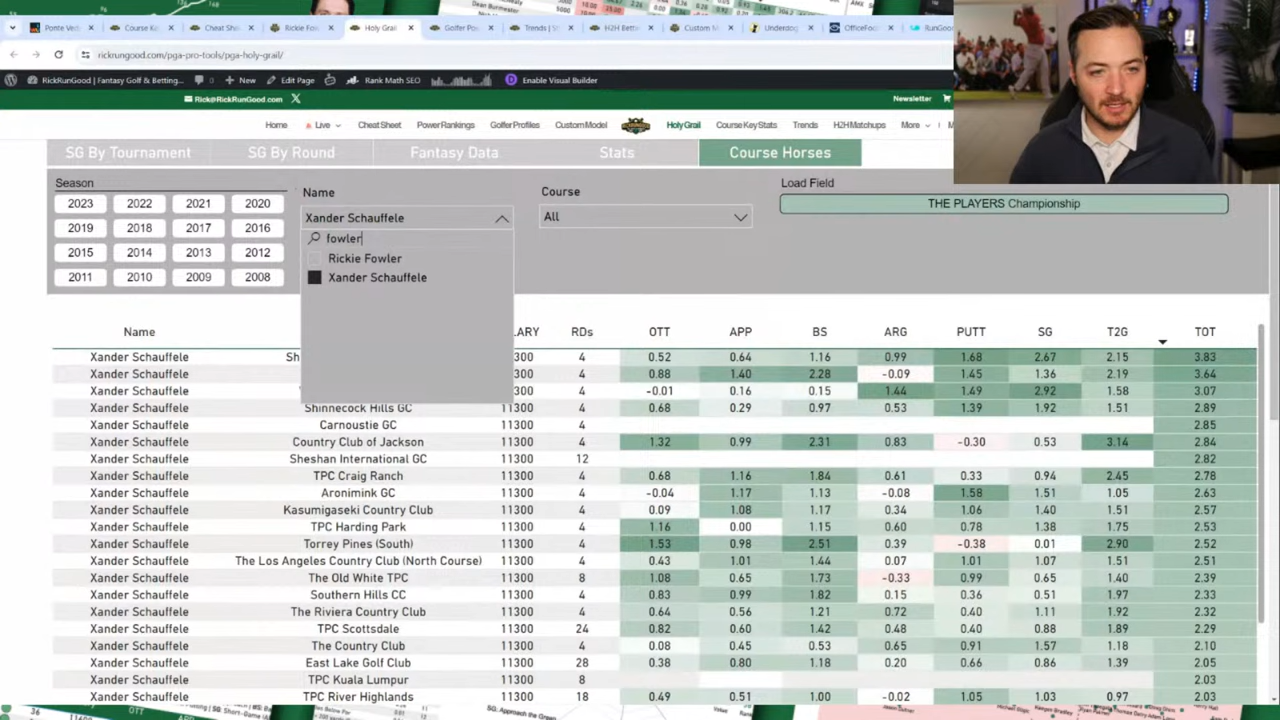 Ponte Ved
Course Ke
Cheat Shee
Rickie Fow
Holy Grail
Golfer Po
Trends |
H2H Betti
Custom M
Underdog
OfficeFoo
RunGoo
rickrungood.com/pga-pro-tools/pga-holy-grail/
RickRunGood | Fantasy Golf & Betting... 0 New Edit Page Rank Math SEO Enable Visual Builder
Rick@RickRunGood.com Newsletter
Home Live Cheat Sheet Power Rankings Golfer Profiles Custom Model Holy Grail Course Key Stats Trends H2H Matchups More
SG By Tournament SG By Round Fantasy Data Stats Course Horses
Season Name Course Load Field
2023 2022 2021 2020
2019 2018 2017 2016
2015 2014 2013 2012
2011 2010 2009 2008
Xander Schauffele
fowler
Rickie Fowler
Xander Schauffele
All
THE PLAYERS Championship
Name LARY RDs OTT APP BS ARG PUTT SG T2G TOT
Xander Schauffele Sh 300 4 0.52 0.64 1.16 0.99 1.68 2.67 2.15 3.83
Xander Schauffele 300 4 0.88 1.40 2.28 -0.09 1.45 1.36 2.19 3.64
Xander Schauffele 300 4 -0.01 0.16 0.15 1.44 1.49 2.92 1.58 3.07
Xander Schauffele Shinnecock Hills GC 11300 4 0.68 0.29 0.97 0.53 1.39 1.92 1.51 2.89
Xander Schauffele Carnoustie GC 11300 4 2.85
Xander Schauffele Country Club of Jackson 11300 4 1.32 0.99 2.31 0.83 -0.30 0.53 3.14 2.84
Xander Schauffele Sheshan International GC 11300 12 2.82
Xander Schauffele TPC Craig Ranch 11300 4 0.68 1.16 1.84 0.61 0.33 0.94 2.45 2.78
Xander Schauffele Aronimink GC 11300 4 -0.04 1.17 1.13 -0.08 1.58 1.51 1.05 2.63
Xander Schauffele Kasumigaseki Country Club 11300 4 0.09 1.08 1.17 0.34 1.06 1.40 1.51 2.57
Xander Schauffele TPC Harding Park 11300 4 1.16 0.00 1.15 0.60 0.78 1.38 1.75 2.53
Xander Schauffele Torrey Pines (South) 11300 4 1.53 0.98 2.51 0.39 -0.38 0.01 2.90 2.52
Xander Schauffele The Los Angeles Country Club (North Course) 11300 4 0.43 1.01 1.44 0.07 1.01 1.07 1.51 2.51
Xander Schauffele The Old White TPC 11300 8 1.08 0.65 1.73 -0.33 0.99 0.65 1.40 2.39
Xander Schauffele Southern Hills CC 11300 4 0.83 0.99 1.82 0.15 0.36 0.51 1.97 2.33
Xander Schauffele The Riviera Country Club 11300 4 0.64 0.56 1.21 0.72 0.40 1.11 1.92 2.32
Xander Schauffele TPC Scottsdale 11300 24 0.82 0.60 1.42 0.48 0.40 0.88 1.89 2.29
Xander Schauffele The Country Club 11300 4 0.08 0.45 0.53 0.65 0.91 1.57 1.18 2.10
Xander Schauffele East Lake Golf Club 11300 28 0.38 0.80 1.18 0.20 0.66 0.86 1.39 2.05
Xander Schauffele TPC Kuala Lumpur 11300 8 2.03
Xander Schauffele TPC River Highlands 11300 18 0.49 0.51 1.00 -0.02 1.05 1.03 0.97 2.03